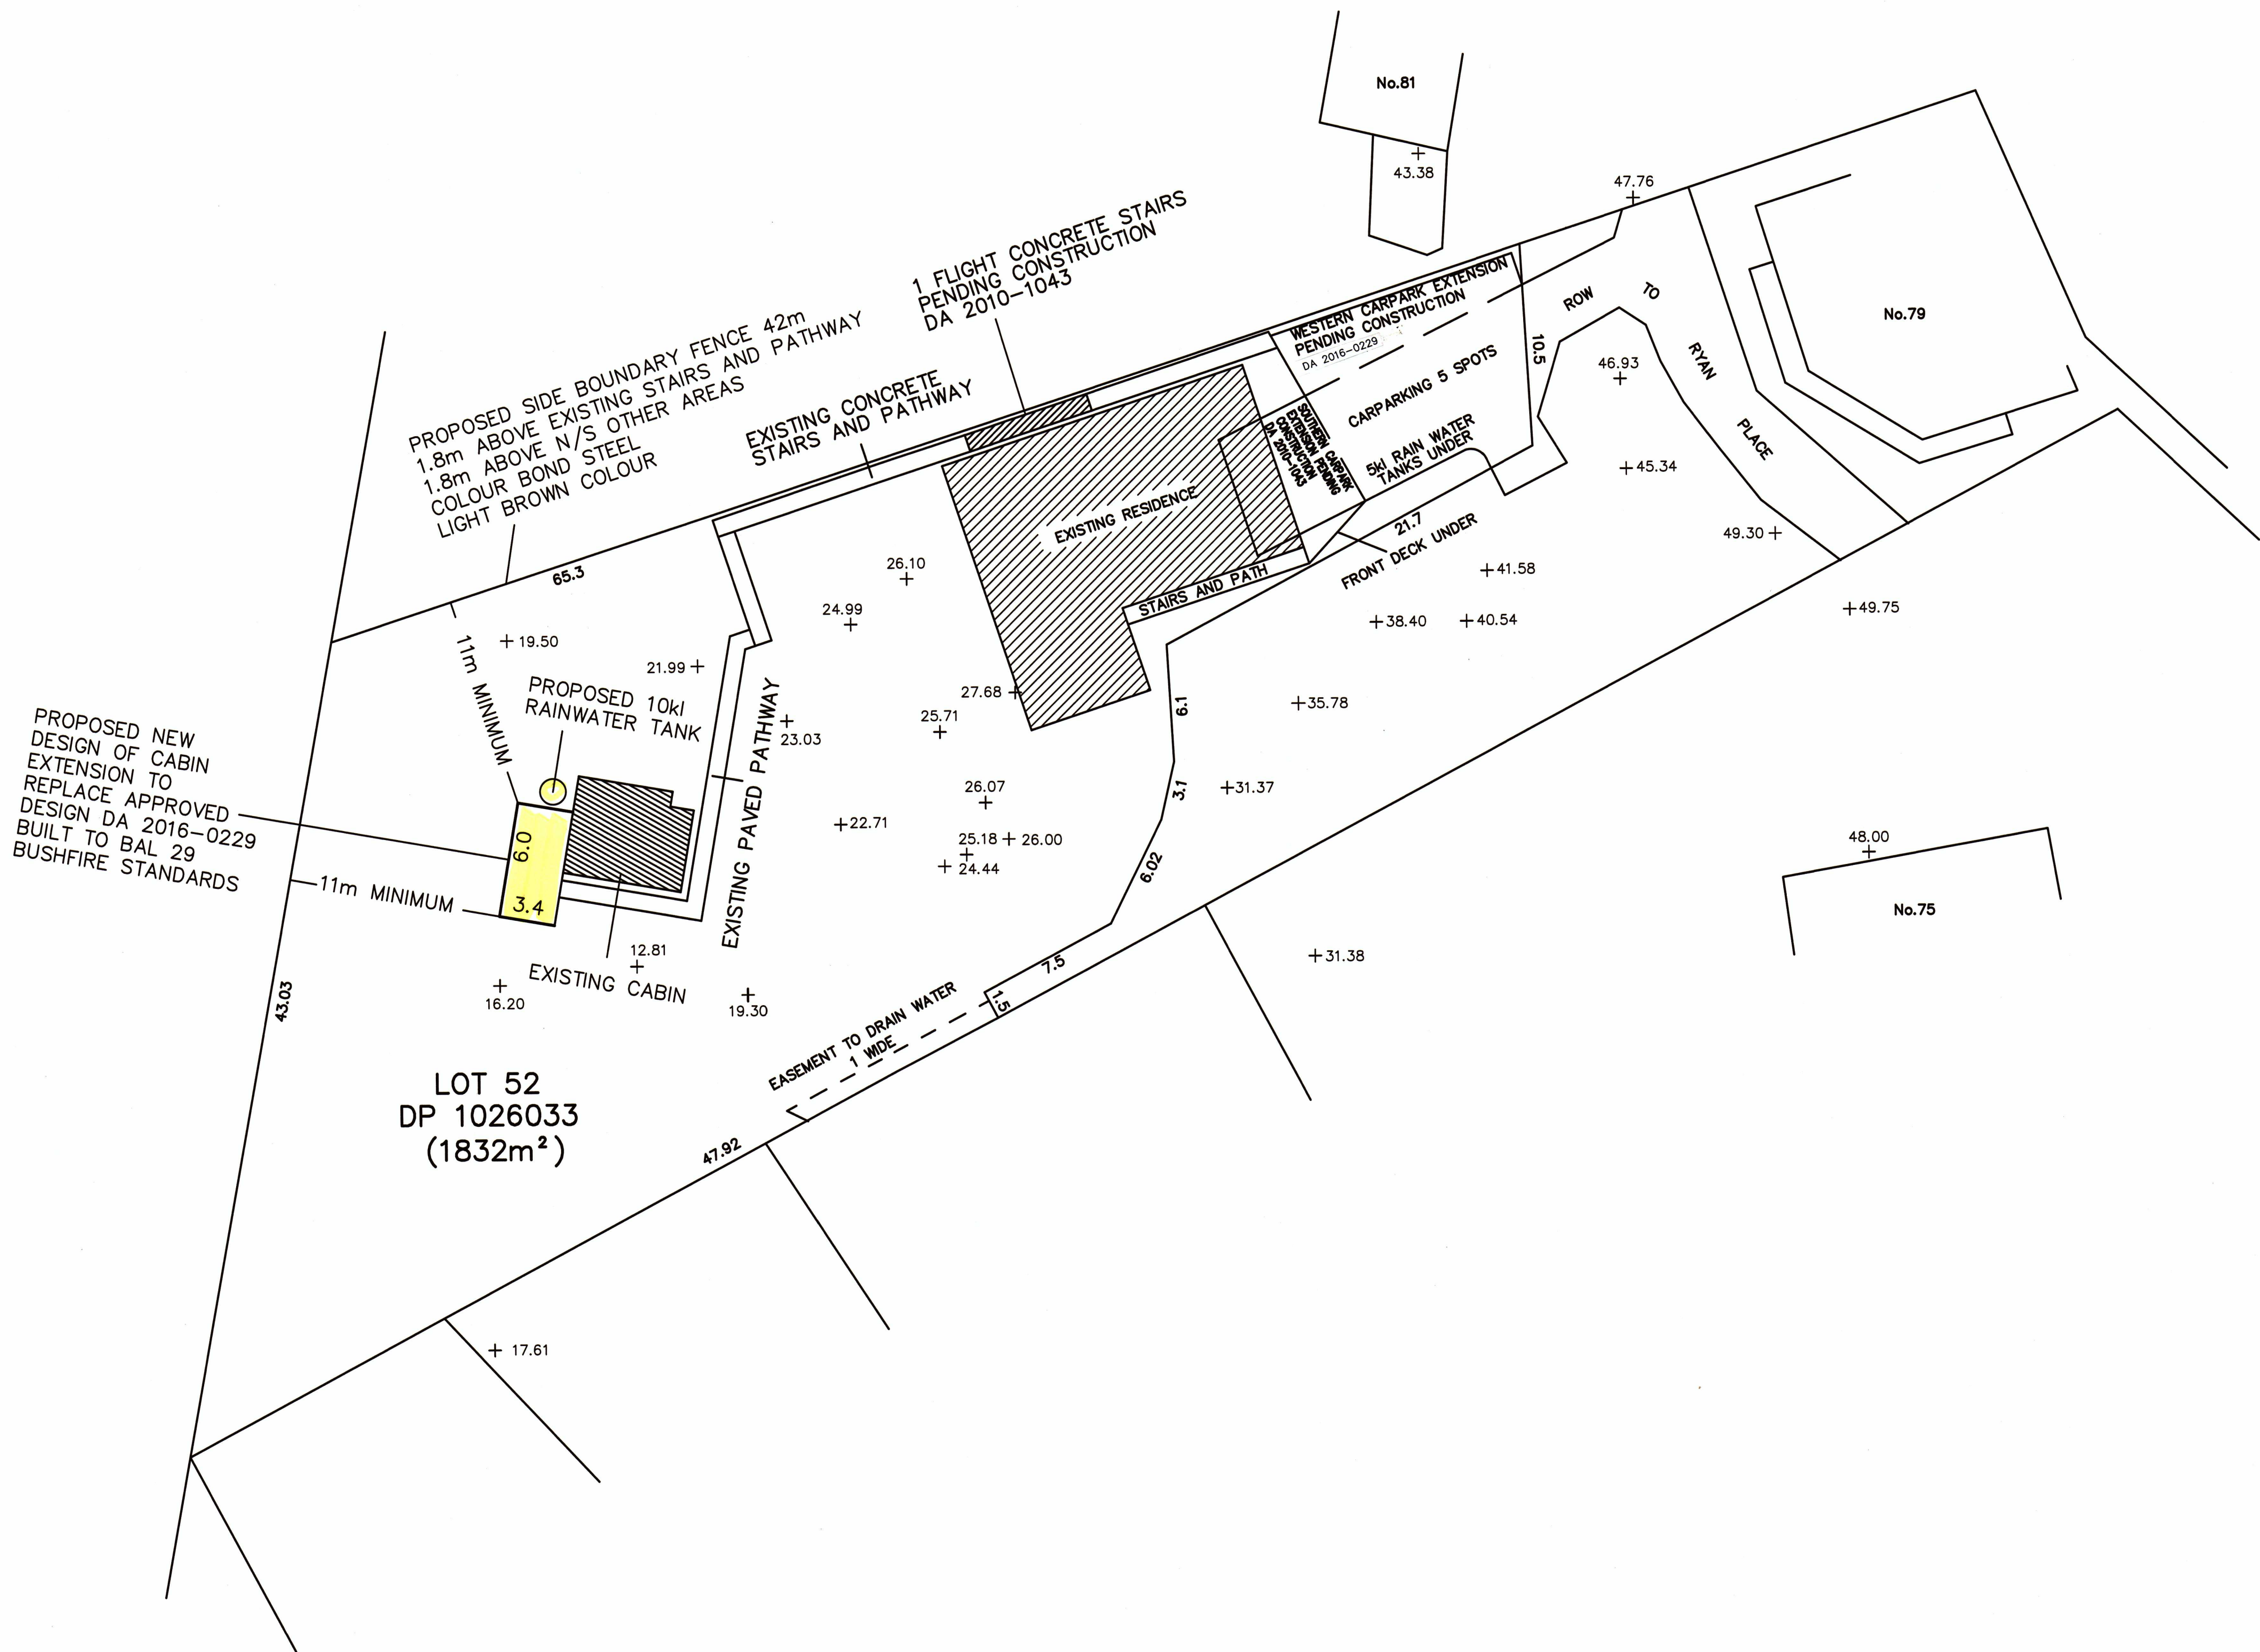 No.81
43.38
47.76
1 FLIGHT CONCRETE STAIRS
PENDING CONSTRUCTION
DA 2010-1043
PROPOSED SIDE BOUNDARY FENCE 42m
1.8m ABOVE EXISTING STAIRS AND PATHWAY
1.8m ABOVE N/S OTHER AREAS
COLOUR BOND STEEL
LIGHT BROWN COLOUR
EXISTING CONCRETE
STAIRS AND PATHWAY
WESTERN CARPARK EXTENSION
PENDING CONSTRUCTION
DA 2016-0229
CARPARKING 5 SPOTS
5kl RAIN WATER
TANKS UNDER
SOUTHERN CARPARK
EXTENSION PENDING
CONSTRUCTION
DA 2010-1043
10.5
ROW
TO
RYAN
PLACE
No.79
46.93
45.34
49.30
49.75
EXISTING RESIDENCE
21.7
FRONT DECK UNDER
STAIRS AND PATH
41.58
38.40
40.54
35.78
31.37
65.3
26.10
24.99
19.50
21.99
27.68
25.71
23.03
26.07
22.71
25.18
26.00
24.44
6.1
3.1
6.02
11m MINIMUM
PROPOSED 10kl
RAINWATER TANK
EXISTING PAVED PATHWAY
PROPOSED NEW
DESIGN OF CABIN
EXTENSION TO
REPLACE APPROVED
DESIGN DA 2016-0229
BUILT TO BAL 29
BUSHFIRE STANDARDS
6.0
3.4
11m MINIMUM
12.81
EXISTING CABIN
16.20
19.30
43.03
48.00
No.75
31.38
7.5
1.5
EASEMENT TO DRAIN WATER
1 WIDE
LOT 52
DP 1026033
(1832m²)
47.92
17.61